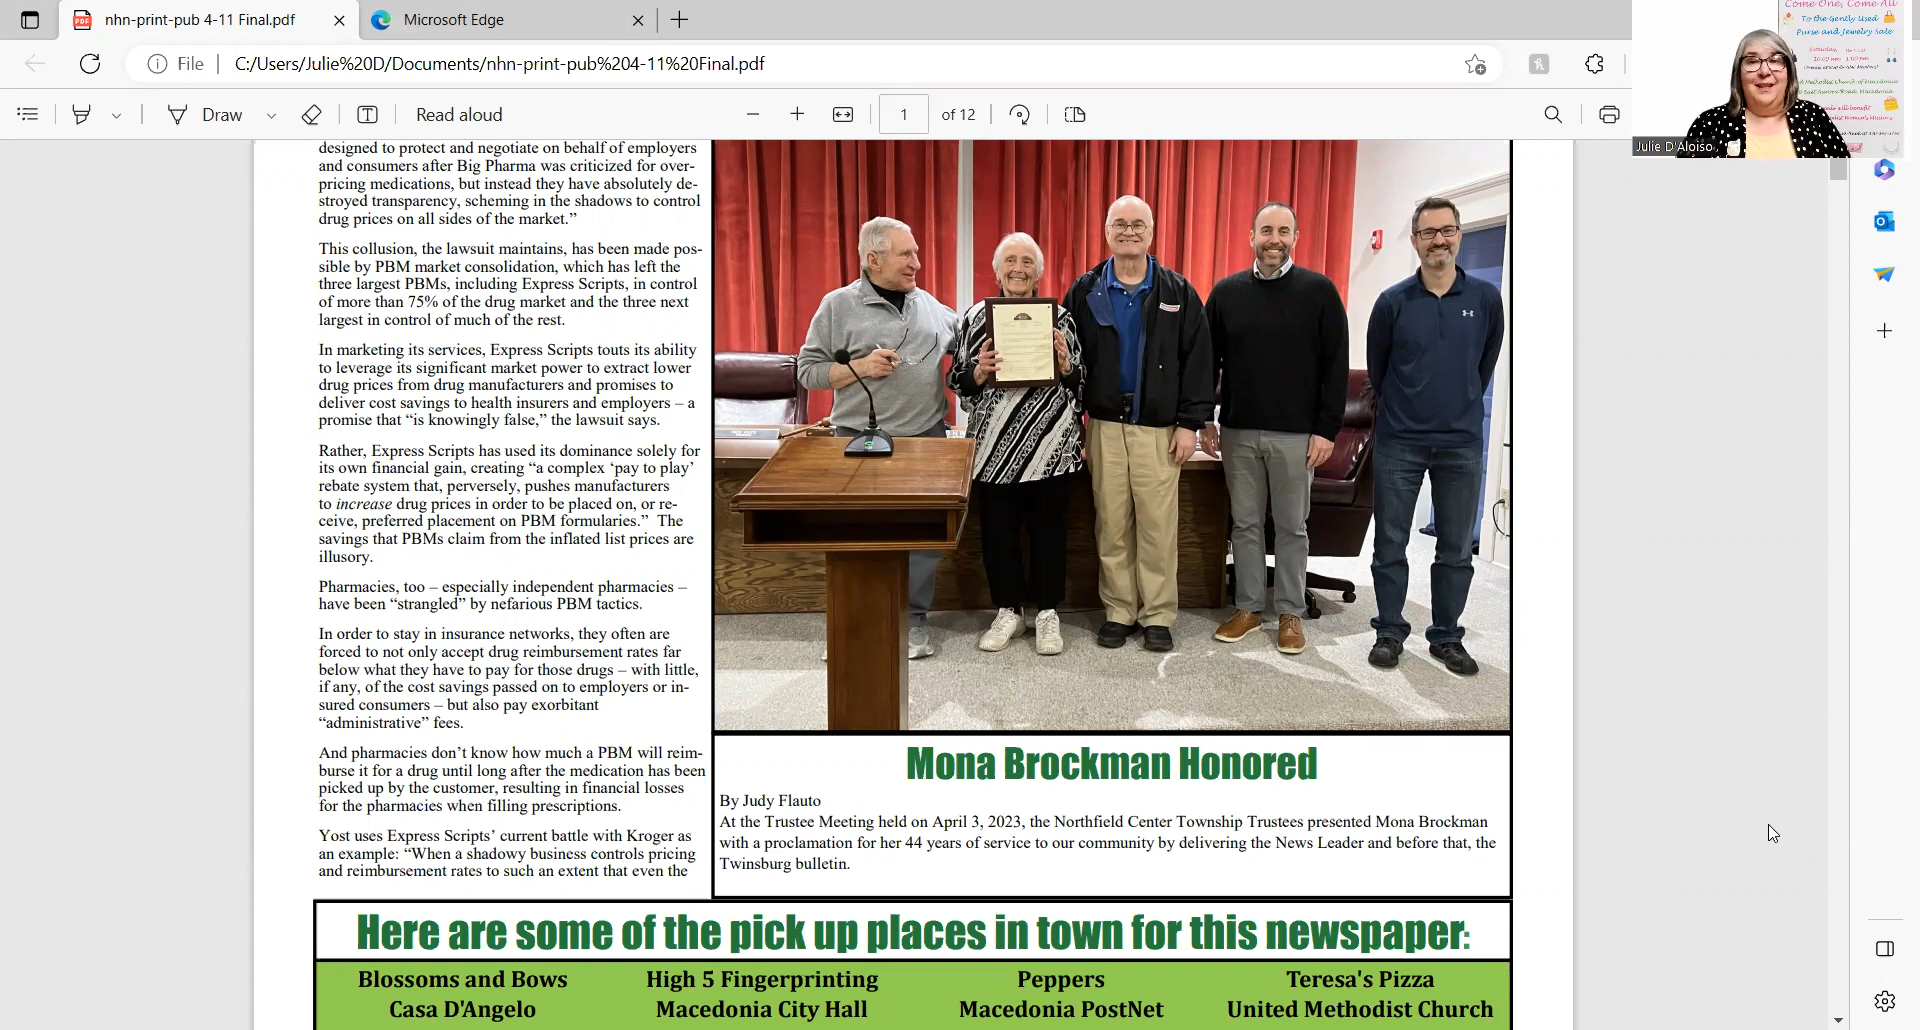 nhn-print-pub 4-11 Final.pdf
Microsoft Edge
File
C:/Users/Julie%20D/Documents/nhn-print-pub%204-11%20Final.pdf
Draw
Read aloud
1 of 12
Come One, Come All
To the Gently Used
Purse and Jewelry Sale
Saturday
Julie D'Aloiso
designed to protect and negotiate on behalf of employers
and consumers after Big Pharma was criticized for over-
pricing medications, but instead they have absolutely de-
stroyed transparency, scheming in the shadows to control
drug prices on all sides of the market.”
This collusion, the lawsuit maintains, has been made pos-
sible by PBM market consolidation, which has left the
three largest PBMs, including Express Scripts, in control
of more than 75% of the drug market and the three next
largest in control of much of the rest.
In marketing its services, Express Scripts touts its ability
to leverage its significant market power to extract lower
drug prices from drug manufacturers and promises to
deliver cost savings to health insurers and employers – a
promise that “is knowingly false,” the lawsuit says.
Rather, Express Scripts has used its dominance solely for
its own financial gain, creating “a complex ‘pay to play’
rebate system that, perversely, pushes manufacturers
to increase drug prices in order to be placed on, or re-
ceive, preferred placement on PBM formularies.” The
savings that PBMs claim from the inflated list prices are
illusory.
Pharmacies, too – especially independent pharmacies –
have been “strangled” by nefarious PBM tactics.
In order to stay in insurance networks, they often are
forced to not only accept drug reimbursement rates far
below what they have to pay for those drugs – with little,
if any, of the cost savings passed on to employers or in-
sured consumers – but also pay exorbitant
“administrative” fees.
And pharmacies don’t know how much a PBM will reim-
burse it for a drug until long after the medication has been
picked up by the customer, resulting in financial losses
for the pharmacies when filling prescriptions.
Yost uses Express Scripts’ current battle with Kroger as
an example: “When a shadowy business controls pricing
and reimbursement rates to such an extent that even the
Mona Brockman Honored
By Judy Flauto
At the Trustee Meeting held on April 3, 2023, the Northfield Center Township Trustees presented Mona Brockman
with a proclamation for her 44 years of service to our community by delivering the News Leader and before that, the
Twinsburg bulletin.
Here are some of the pick up places in town for this newspaper:
Blossoms and Bows High 5 Fingerprinting Peppers Teresa's Pizza
Casa D'Angelo Macedonia City Hall Macedonia PostNet United Methodist Church